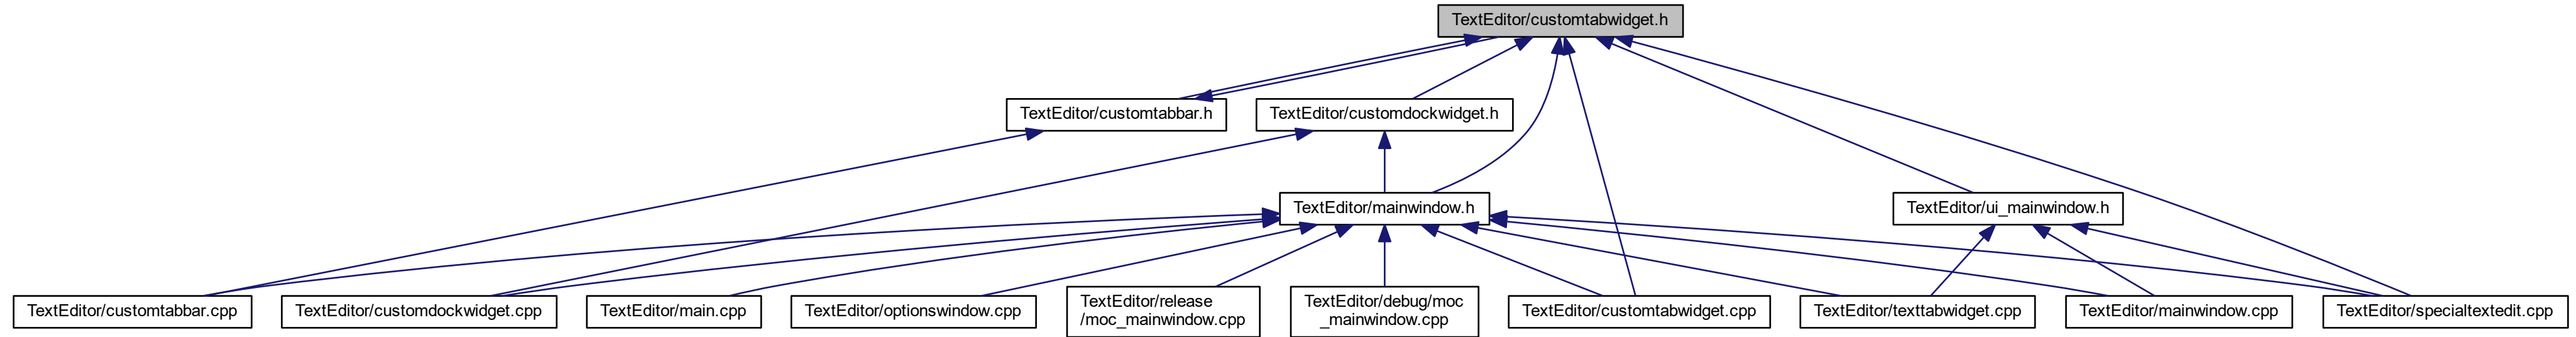 TextEditor/customtabwidget.h
TextEditor/customtabbar.h
TextEditor/customdockwidget.h
TextEditor/mainwindow.h
TextEditor/ui_mainwindow.h
TextEditor/customtabbar.cpp
TextEditor/customdockwidget.cpp
TextEditor/main.cpp
TextEditor/optionswindow.cpp
TextEditor/release
/moc_mainwindow.cpp
TextEditor/debug/moc
_mainwindow.cpp
TextEditor/customtabwidget.cpp
TextEditor/texttabwidget.cpp
TextEditor/mainwindow.cpp
TextEditor/specialtextedit.cpp